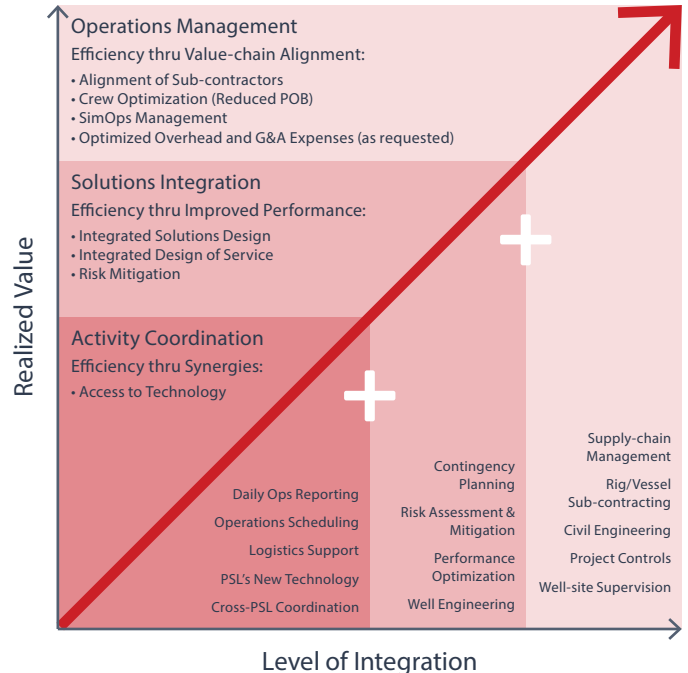 Operations Management
Efficiency thru Value-chain Alignment:
• Alignment of Sub-contractors
• Crew Optimization (Reduced POB)
• SimOps Management
• Optimized Overhead and G&A Expenses (as requested)
Solutions Integration
Efficiency thru Improved Performance:
• Integrated Solutions Design
• Integrated Design of Service
• Risk Mitigation
Activity Coordination
Efficiency thru Synergies:
• Access to Technology
Daily Ops Reporting
Operations Scheduling
Logistics Support
PSL's New Technology
Cross-PSL Coordination
Contingency
Planning
Risk Assessment &
Mitigation
Performance
Optimization
Well Engineering
Supply-chain
Management
Rig/Vessel
Sub-contracting
Civil Engineering
Project Controls
Well-site Supervision
Realized Value
Level of Integration